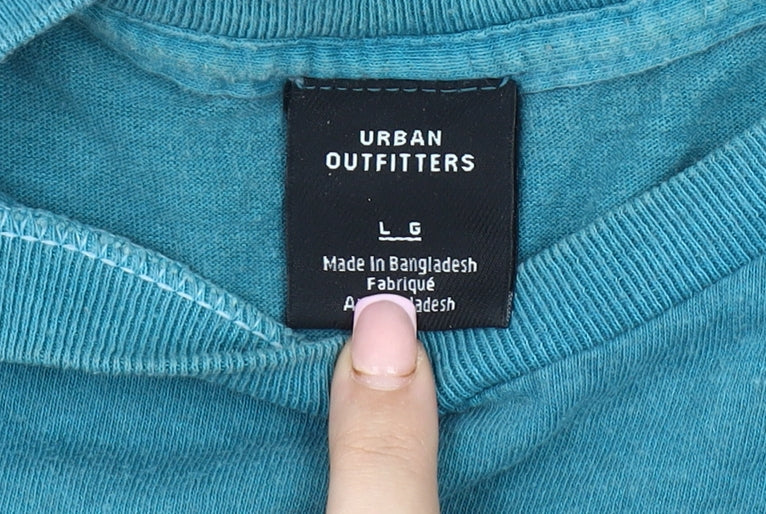 URBAN
OUTFITTERS
L G
Made In Bangladesh
Fabriqué